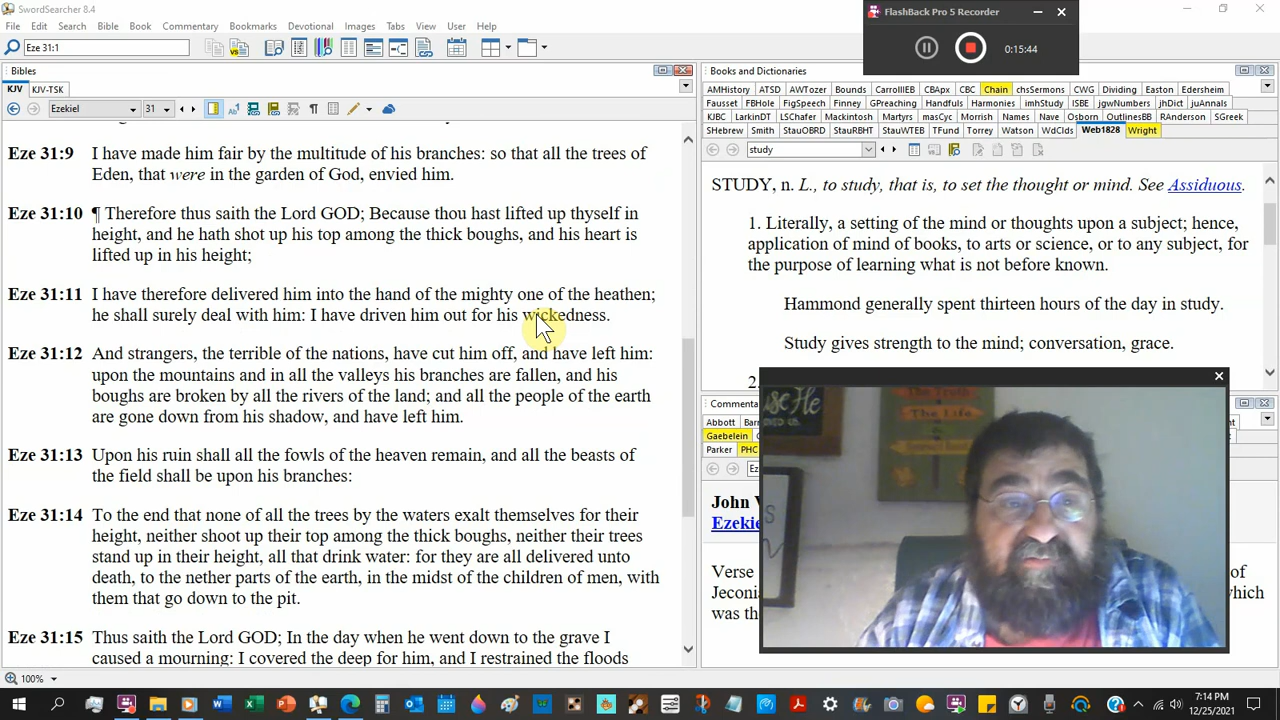 SwordSearcher 8.4
File Edit Search Book Commentary Bookmarks Devotional Images Tabs View User Help
Eze 31:1
FlashBack Pro 5 Recorder
0:15:44
Bibles
KJV KJV-TSK
Ezekiel 31
Eze 31:9 I have made him fair by the multitude of his branches: so that all the trees of
Eden, that were in the garden of God, envied him.
Eze 31:10 ¶ Therefore thus saith the Lord GOD; Because thou hast lifted up thyself in
height, and he hath shot up his top among the thick boughs, and his heart is
lifted up in his height;
Eze 31:11 I have therefore delivered him into the hand of the mighty one of the heathen;
he shall surely deal with him: I have driven him out for his wickedness.
Eze 31:12 And strangers, the terrible of the nations, have cut him off, and have left him:
upon the mountains and in all the valleys his branches are fallen, and his
boughs are broken by all the rivers of the land; and all the people of the earth
are gone down from his shadow, and have left him.
Eze 31:13 Upon his ruin shall all the fowls of the heaven remain, and all the beasts of
the field shall be upon his branches:
Eze 31:14 To the end that none of all the trees by the waters exalt themselves for their
height, neither shoot up their top among the thick boughs, neither their trees
stand up in their height, all that drink water: for they are all delivered unto
death, to the nether parts of the earth, in the midst of the children of men, with
them that go down to the pit.
Eze 31:15 Thus saith the Lord GOD; In the day when he went down to the grave I
caused a mourning: I covered the deep for him, and I restrained the floods
100%
Books and Dictionaries
AMHistory ATSD AWTozer Bounds CarrollIEB CBApx CBC Chain chsSermons CWG Dividing Easton Edersheim
Fausset FBHole FigSpeech Finney GPreaching Handfuls Harmonies imhStudy ISBE jgwNumbers jhDict juAnnals
KJBC LarkinDT LSChafer Mackintosh Martyrs masCyc Morrish Names Nave Osborn OutlinesBB RAnderson SGreek
SHebrew Smith StauOBRD StauRBHT StauWTEB TFund Torrey Watson WdClds Web1828 Wright
study
STUDY, n. L., to study, that is, to set the thought or mind. See Assiduous.
1. Literally, a setting of the mind or thoughts upon a subject; hence,
application of mind of books, to arts or science, or to any subject, for
the purpose of learning what is not before known.
Hammond generally spent thirteen hours of the day in study.
Study gives strength to the mind; conversation, grace.
2.
Commenta
Abbott Bar
Gaebelein
Parker PHC
Ez
John
Ezekie
Verse of
Jeconi which
was th
The Truth
The Life
7:14 PM
12/25/2021